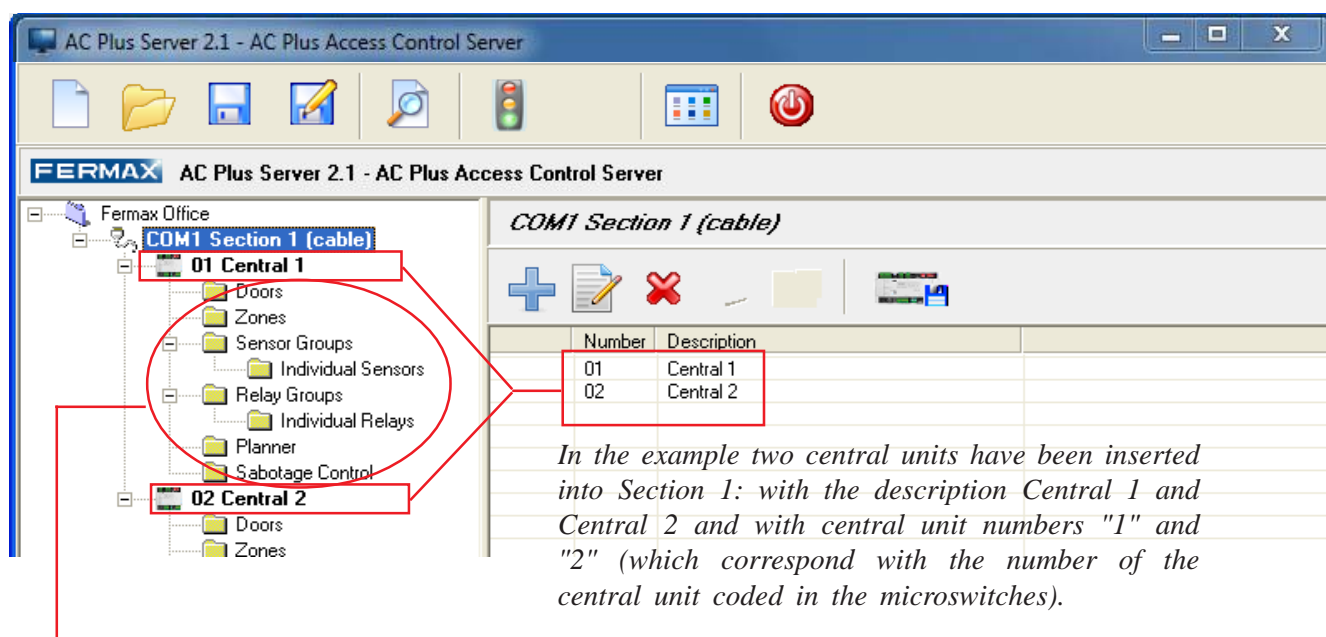 AC Plus Server 2.1 - AC Plus Access Control Server
FERMAX AC Plus Server 2.1 - AC Plus Access Control Server
Fermax Office
COM1 Section 1 (cable)
01 Central 1
Doors
Zones
Sensor Groups
Individual Sensors
Relay Groups
Individual Relays
Planner
Sabotage Control
02 Central 2
Doors
Zones
COM1 Section 1 (cable)
Number Description
01 Central 1
02 Central 2
In the example two central units have been inserted
into Section 1: with the description Central 1 and
Central 2 and with central unit numbers "1" and
"2" (which correspond with the number of the
central unit coded in the microswitches).